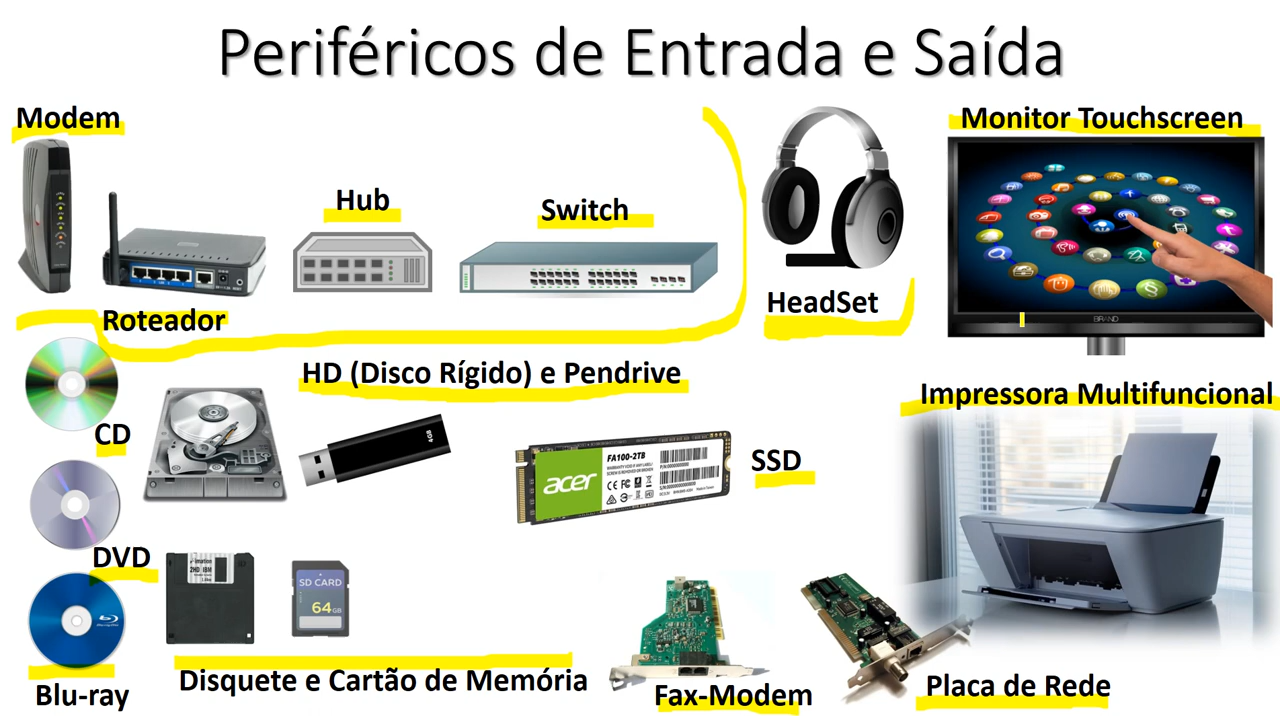 Periféricos de Entrada e Saída
Modem
Hub
Switch
Roteador
HeadSet
Monitor Touchscreen
BRAND
CD
HD (Disco Rígido) e Pendrive
4GB
acer
FA100-2TB
SSD
Impressora Multifuncional
DVD
SD CARD
64GB
Blu-ray
Disquete e Cartão de Memória
Fax-Modem
Placa de Rede